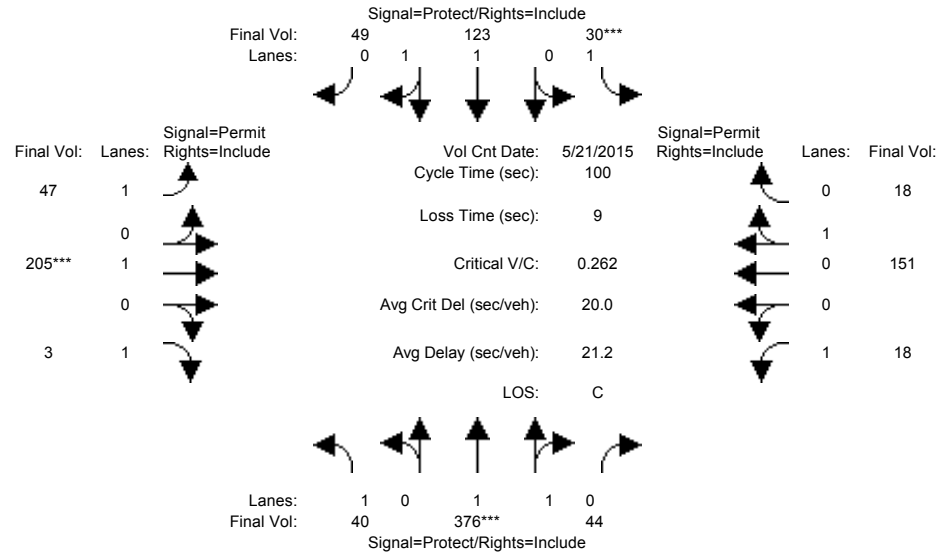 Signal=Protect/Rights=Include
Final Vol: 49 123 30***
Lanes: 0 1 1 0 1
Signal=Permit Signal=Permit
Final Vol: Lanes: Rights=Include Vol Cnt Date: 5/21/2015 Rights=Include Lanes: Final Vol:
Cycle Time (sec): 100
47 1 0 18
Loss Time (sec): 9
0 1
205*** 1 Critical V/C: 0.262 0 151
0 Avg Crit Del (sec/veh): 20.0 0
3 1 Avg Delay (sec/veh): 21.2 1 18
LOS: C
Lanes: 1 0 1 1 0
Final Vol: 40 376*** 44
Signal=Protect/Rights=Include